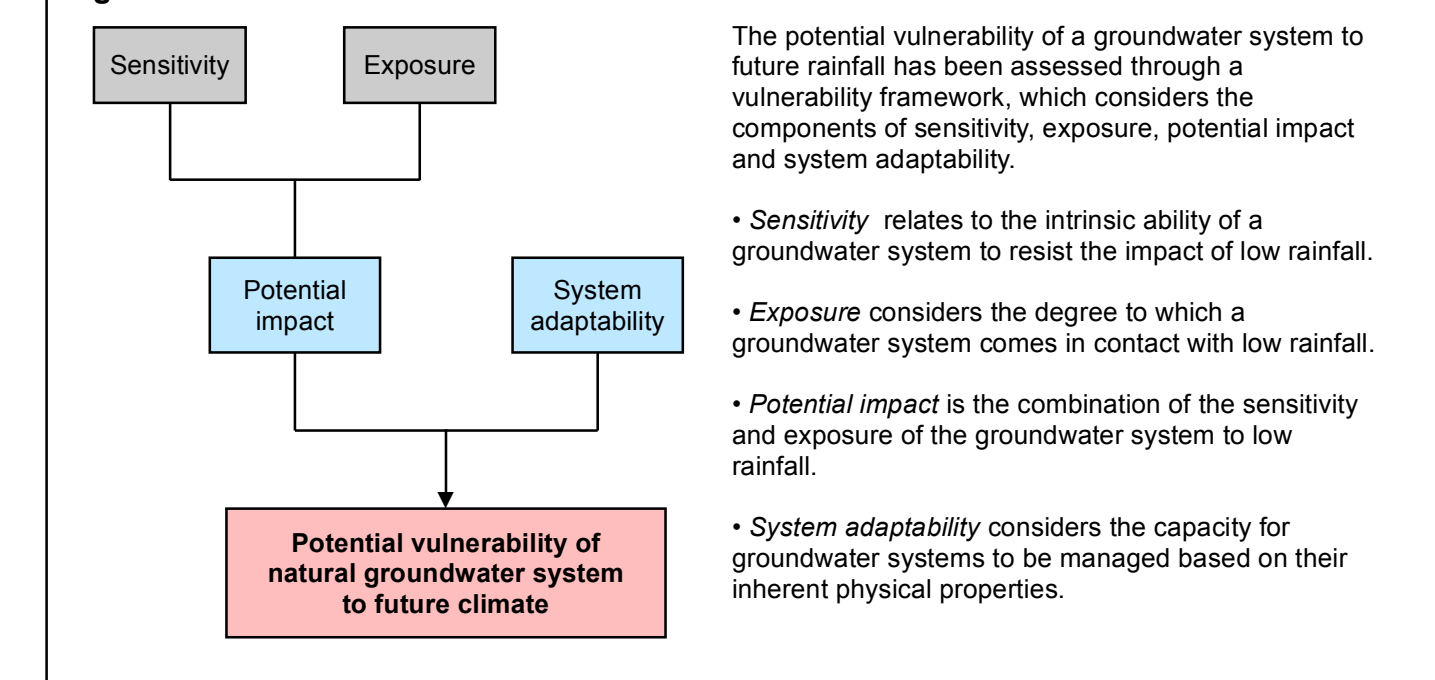 Sensitivity
Exposure
Potential
impact
System
adaptability
Potential vulnerability of
natural groundwater system
to future climate
The potential vulnerability of a groundwater system to
future rainfall has been assessed through a
vulnerability framework, which considers the
components of sensitivity, exposure, potential impact
and system adaptability.
• Sensitivity relates to the intrinsic ability of a
groundwater system to resist the impact of low rainfall.
• Exposure considers the degree to which a
groundwater system comes in contact with low rainfall.
• Potential impact is the combination of the sensitivity
and exposure of the groundwater system to low
rainfall.
• System adaptability considers the capacity for
groundwater systems to be managed based on their
inherent physical properties.